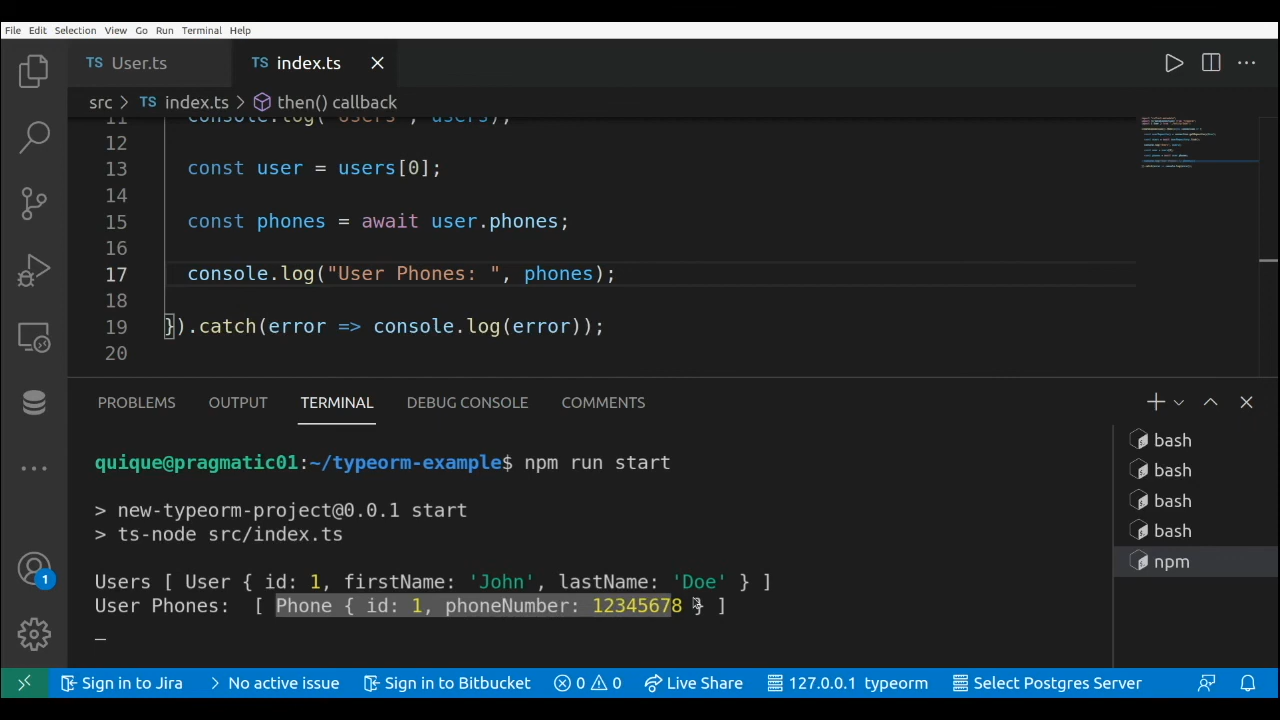 File Edit Selection View Go Run Terminal Help
TS User.ts TS index.ts
src > TS index.ts > then() callback
11 console.log("Users", users);
12
13 const user = users[0];
14
15 const phones = await user.phones;
16
17 console.log("User Phones: ", phones);
18
19 }).catch(error => console.log(error));
20
PROBLEMS OUTPUT TERMINAL DEBUG CONSOLE COMMENTS
quique@pragmatic01:~/typeorm-example$ npm run start
> new-typeorm-project@0.0.1 start
> ts-node src/index.ts
Users [ User { id: 1, firstName: 'John', lastName: 'Doe' } ]
User Phones:  [ Phone { id: 1, phoneNumber: 12345678 } ]
bash
bash
bash
bash
npm
1
Sign in to Jira No active issue Sign in to Bitbucket 0 0 Live Share 127.0.0.1 typeorm Select Postgres Server